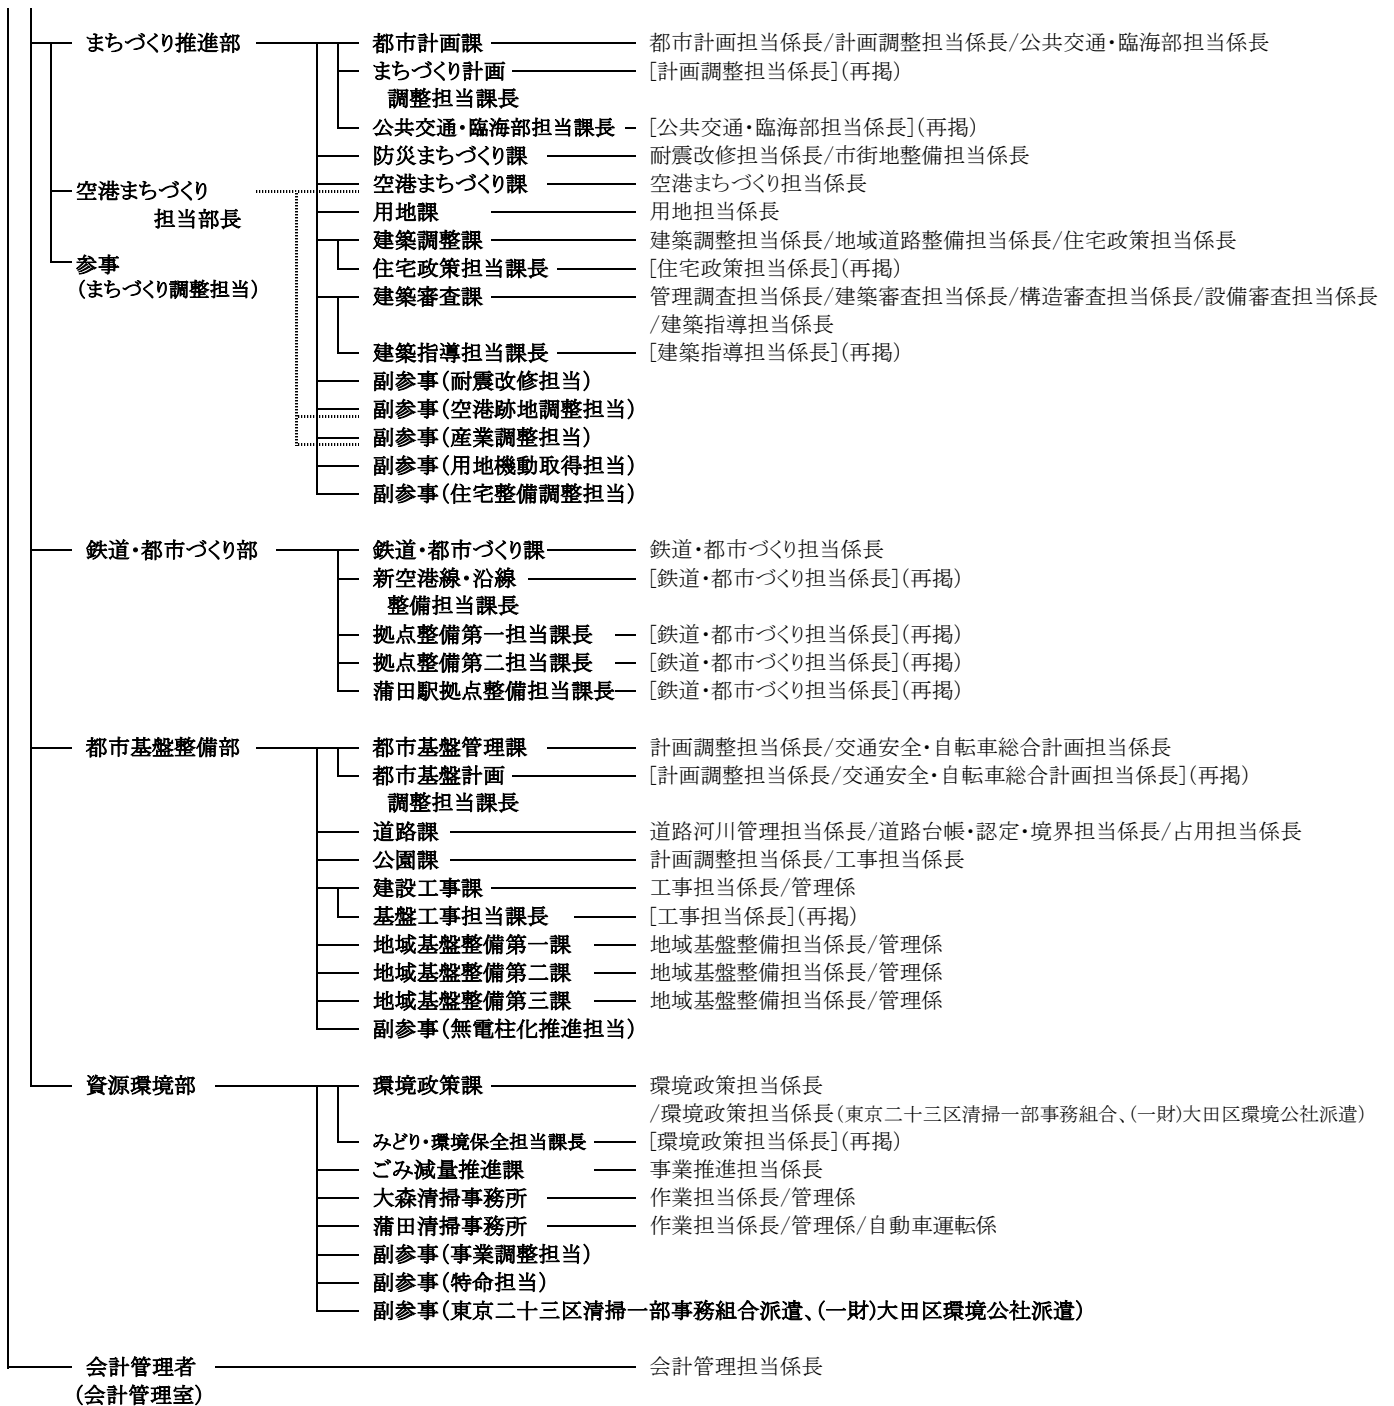 まちづくり推進部 都市計画課 都市計画担当係長/計画調整担当係長/公共交通・臨海部担当係長
まちづくり計画 [計画調整担当係長](再掲)
調整担当課長
公共交通・臨海部担当課長 [公共交通・臨海部担当係長](再掲)
防災まちづくり課 耐震改修担当係長/市街地整備担当係長
空港まちづくり 空港まちづくり課 空港まちづくり担当係長
担当部長 用地課 用地担当係長
建築調整課 建築調整担当係長/地域道路整備担当係長/住宅政策担当係長
参事 住宅政策担当課長 [住宅政策担当係長](再掲)
(まちづくり調整担当) 建築審査課 管理調査担当係長/建築審査担当係長/構造審査担当係長/設備審査担当係長
/建築指導担当係長
建築指導担当課長 [建築指導担当係長](再掲)
副参事(耐震改修担当)
副参事(空港跡地調整担当)
副参事(産業調整担当)
副参事(用地機動取得担当)
副参事(住宅整備調整担当)
鉄道・都市づくり部 鉄道・都市づくり課 鉄道・都市づくり担当係長
新空港線・沿線 [鉄道・都市づくり担当係長](再掲)
整備担当課長
拠点整備第一担当課長 [鉄道・都市づくり担当係長](再掲)
拠点整備第二担当課長 [鉄道・都市づくり担当係長](再掲)
蒲田駅拠点整備担当課長 [鉄道・都市づくり担当係長](再掲)
都市基盤整備部 都市基盤管理課 計画調整担当係長/交通安全・自転車総合計画担当係長
都市基盤計画 [計画調整担当係長/交通安全・自転車総合計画担当係長](再掲)
調整担当課長
道路課 道路河川管理担当係長/道路台帳・認定・境界担当係長/占用担当係長
公園課 計画調整担当係長/工事担当係長
建設工事課 工事担当係長/管理係
基盤工事担当課長 [工事担当係長](再掲)
地域基盤整備第一課 地域基盤整備担当係長/管理係
地域基盤整備第二課 地域基盤整備担当係長/管理係
地域基盤整備第三課 地域基盤整備担当係長/管理係
副参事(無電柱化推進担当)
資源環境部 環境政策課 環境政策担当係長
/環境政策担当係長(東京二十三区清掃一部事務組合、(一財)大田区環境公社派遣)
みどり・環境保全担当課長 [環境政策担当係長](再掲)
ごみ減量推進課 事業推進担当係長
大森清掃事務所 作業担当係長/管理係
蒲田清掃事務所 作業担当係長/管理係/自動車運転係
副参事(事業調整担当)
副参事(特命担当)
副参事(東京二十三区清掃一部事務組合派遣、(一財)大田区環境公社派遣)
会計管理者 会計管理担当係長
(会計管理室)